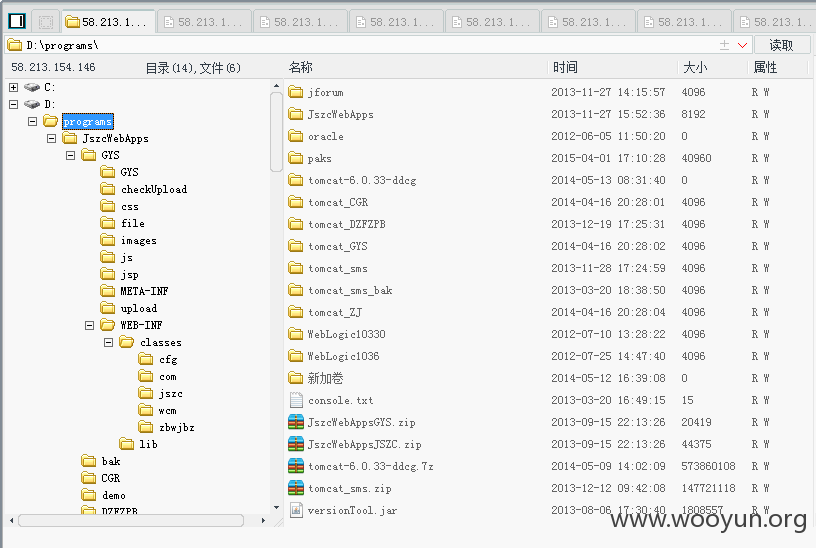 58.213.1... 58.213.1... 58.213.1... 58.213.1... 58.213.1... 58.213.1... 58.213.1... 58.213.1...
D:\programs\ 读取
58.213.154.146 目录(14),文件(6) 名称 时间 大小 属性
C:
D:
programs
JszcWebApps
GYS
GYS
checkUpload
css
file
images
js
jsp
META-INF
upload
WEB-INF
classes
cfg
com
jszc
wcm
zbwjbz
lib
bak
CGR
demo
DZFZPB
jforum 2013-11-27 14:15:57 4096 R W
JszcWebApps 2013-11-27 15:52:36 8192 R W
oracle 2012-06-05 11:50:20 0 R W
paks 2015-04-01 17:10:28 40960 R W
tomcat-6.0.33-ddcg 2014-05-13 08:31:40 0 R W
tomcat_CGR 2014-04-16 20:28:01 4096 R W
tomcat_DZFZPB 2013-12-19 17:25:31 4096 R W
tomcat_GYS 2014-04-16 20:28:02 4096 R W
tomcat_sms 2013-11-28 17:24:59 4096 R W
tomcat_sms_bak 2013-03-20 18:38:50 4096 R W
tomcat_ZJ 2014-04-16 20:28:04 4096 R W
WebLogic10330 2012-07-10 13:28:22 4096 R W
WebLogic1036 2012-07-25 14:47:40 4096 R W
新加卷 2014-05-12 16:39:08 0 R W
console.txt 2013-03-20 16:49:15 15 R W
JszcWebAppsGYS.zip 2013-09-15 22:13:26 20419 R W
JszcWebAppsJSZC.zip 2013-09-15 22:13:26 44375 R W
tomcat-6.0.33-ddcg.7z 2014-05-09 14:02:09 573860108 R W
tomcat_sms.zip 2013-12-12 09:42:08 147721118 R W
versionTool.jar 2013-08-06 17:30:40 1808557 R W
www.wooyun.org